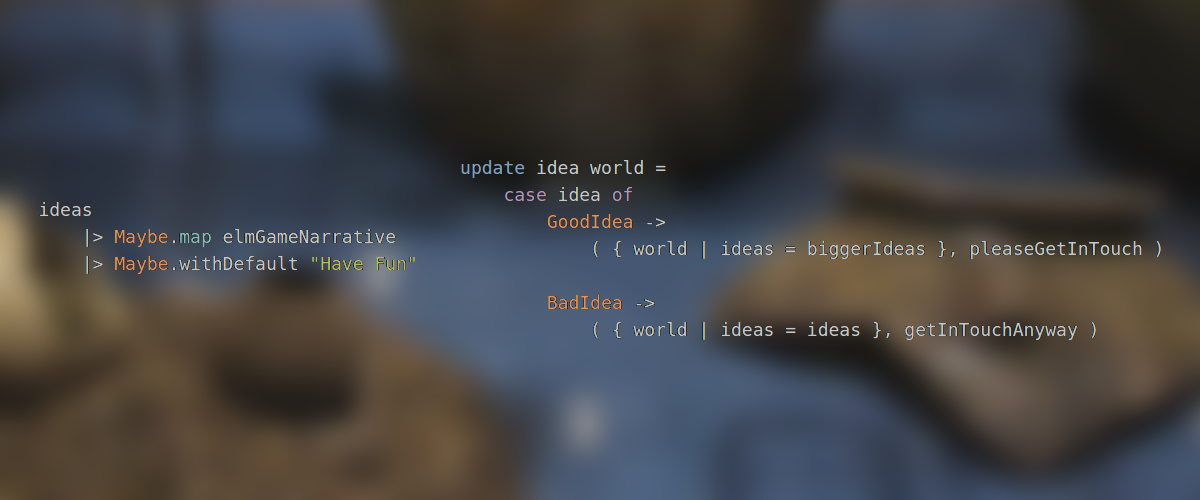 ideas
    |> Maybe.map elmGameNarrative
    |> Maybe.withDefault "Have Fun"
update idea world =
    case idea of
        GoodIdea ->
            ( { world | ideas = biggerIdeas }, pleaseGetInTouch )
        BadIdea ->
            ( { world | ideas = ideas }, getInTouchAnyway )